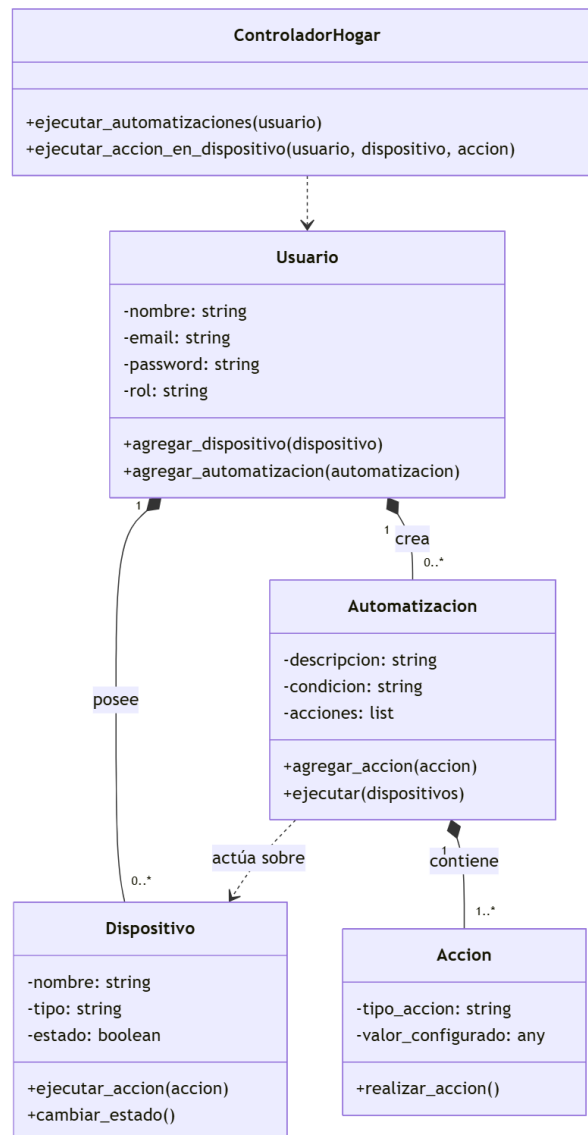 ControladorHogar
+ejecutar_automatizaciones(usuario)
+ejecutar_accion_en_dispositivo(usuario, dispositivo, accion)
Usuario
-nombre: string
-email: string
-password: string
-rol: string
+agregar_dispositivo(dispositivo)
+agregar_automatizacion(automatizacion)
1
1
crea
0..*
Automatizacion
-descripcion: string
-condicion: string
-acciones: list
+agregar_accion(accion)
+ejecutar(dispositivos)
posee
actúa sobre
1
contiene
0..*
1..*
Dispositivo
-nombre: string
-tipo: string
-estado: boolean
+ejecutar_accion(accion)
+cambiar_estado()
Accion
-tipo_accion: string
-valor_configurado: any
+realizar_accion()